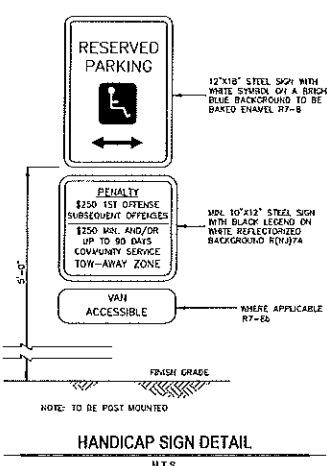 RESERVED
PARKING
12"X18" STEEL SIGN WITH
WHITE SYMBOL ON A BRIGH
BLUE BACKGROUND TO BE
BAKED ENAMEL R7-8
PENALTY
$250 1ST OFFENSE
SUBSEQUENT OFFENSES
$250 MIN. AND/OR
UP TO 90 DAYS
COMMUNITY SERVICE
TOW-AWAY ZONE
MIN. 10"X12" STEEL SIGN
WITH BLACK LEGEND ON
WHITE REFLECTORIZED
BACKGROUND R(NJ)7A
5'-0"
VAN
ACCESSIBLE
WHERE APPLICABLE
R7-8b
FINISH GRADE
NOTE: TO BE POST MOUNTED
HANDICAP SIGN DETAIL
N.T.S.